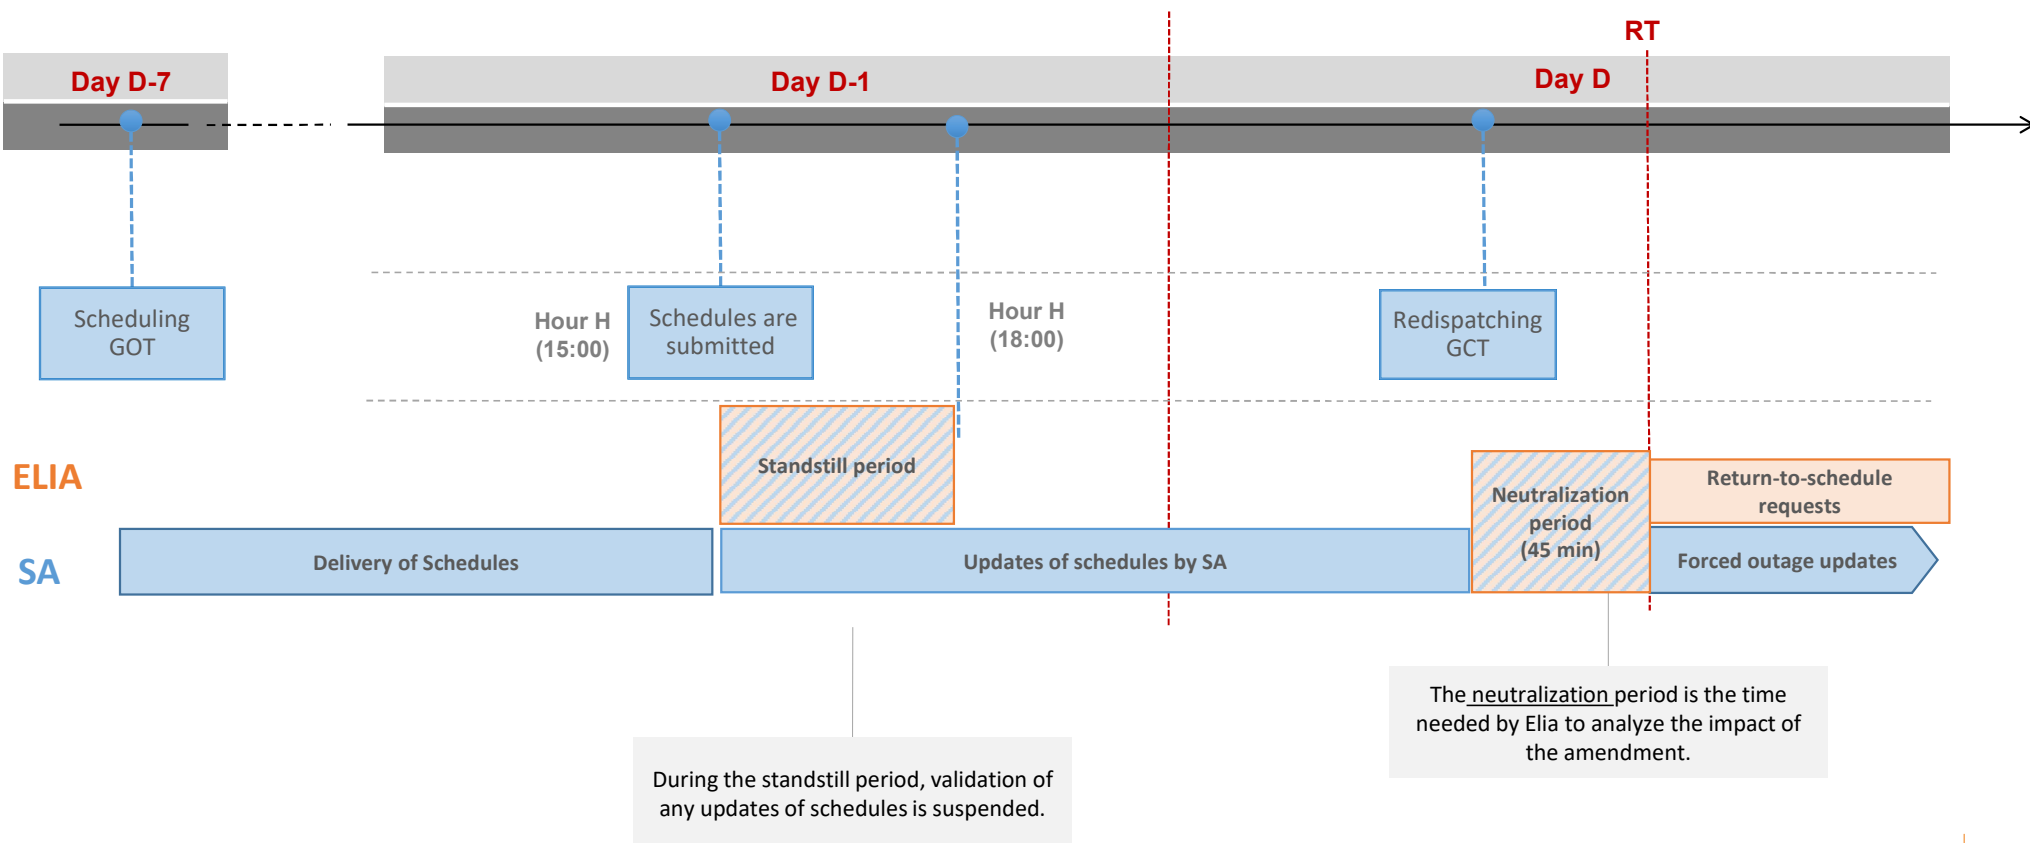 RT
Day D-7
Day D-1
Day D
Scheduling
GOT
Hour H
(15:00)
Schedules are
submitted
Hour H
(18:00)
Redispatching
GCT
ELIA
Standstill period
Neutralization
period
(45 min)
Return-to-schedule
requests
SA
Delivery of Schedules
Updates of schedules by SA
Forced outage updates
The neutralization period is the time
needed by Elia to analyze the impact of
the amendment.
During the standstill period, validation of
any updates of schedules is suspended.